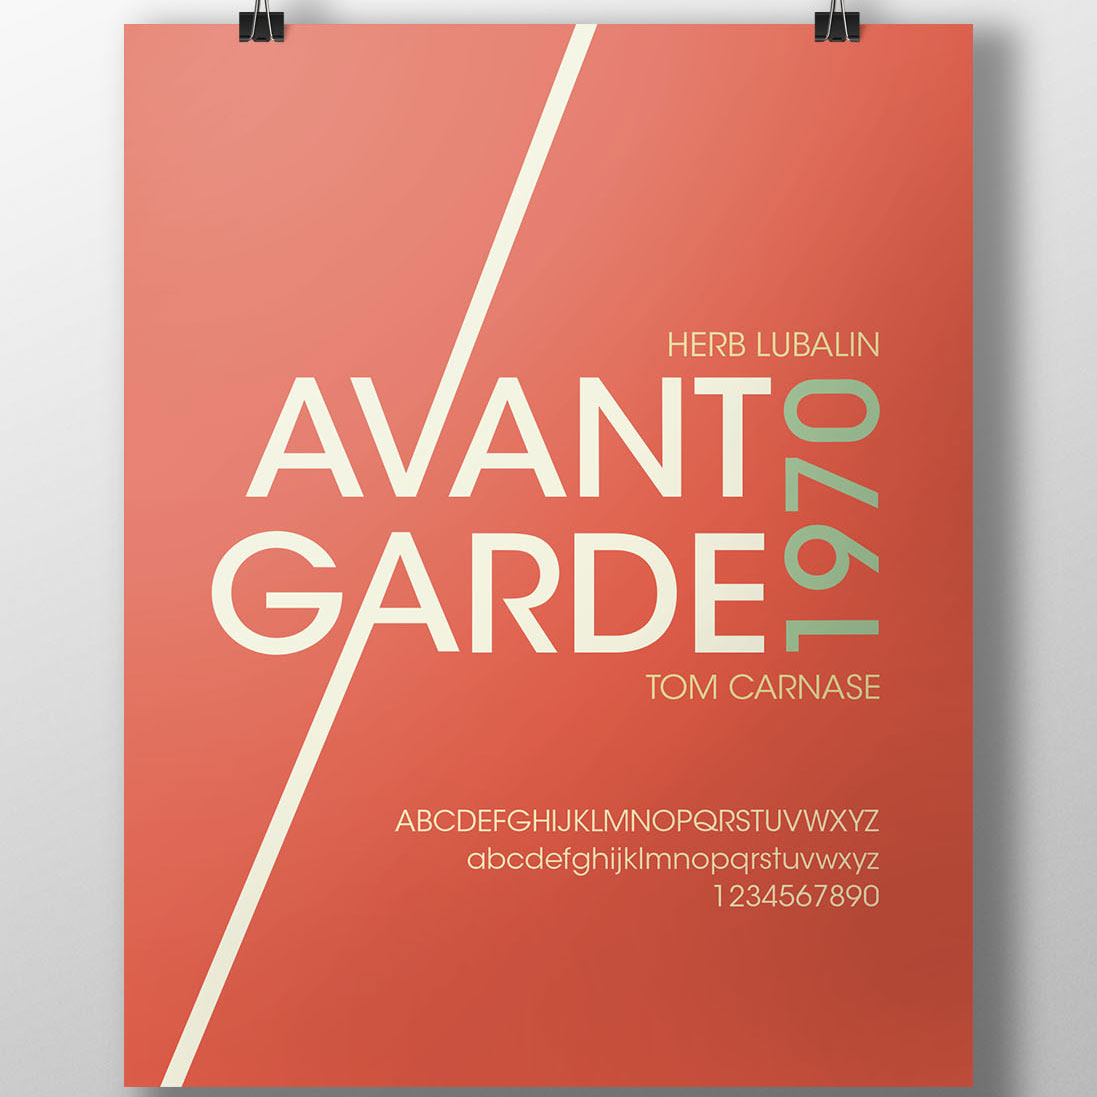 HERB LUBALIN
AVANT
GARDE
1970
TOM CARNASE
ABCDEFGHIJKLMNOPQRSTUVWXYZ
abcdefghijklmnopqrstuvwxyz
1234567890